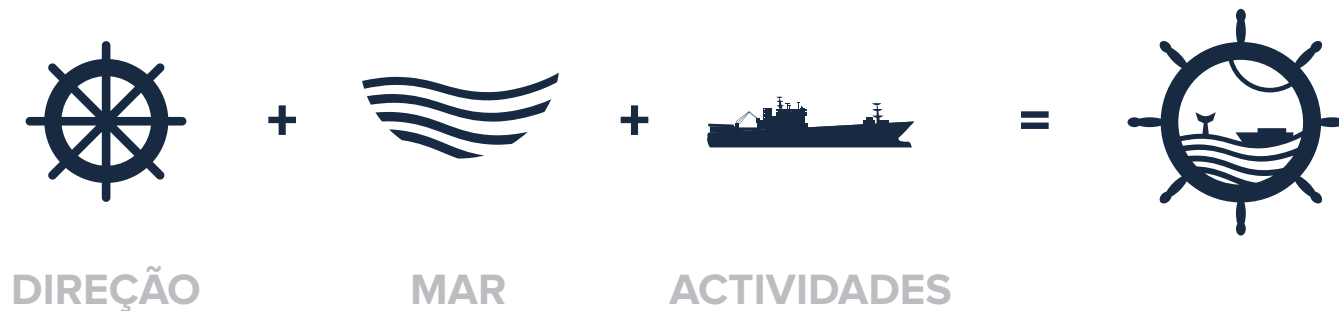 + + =
DIREÇÃO MAR ACTIVIDADES